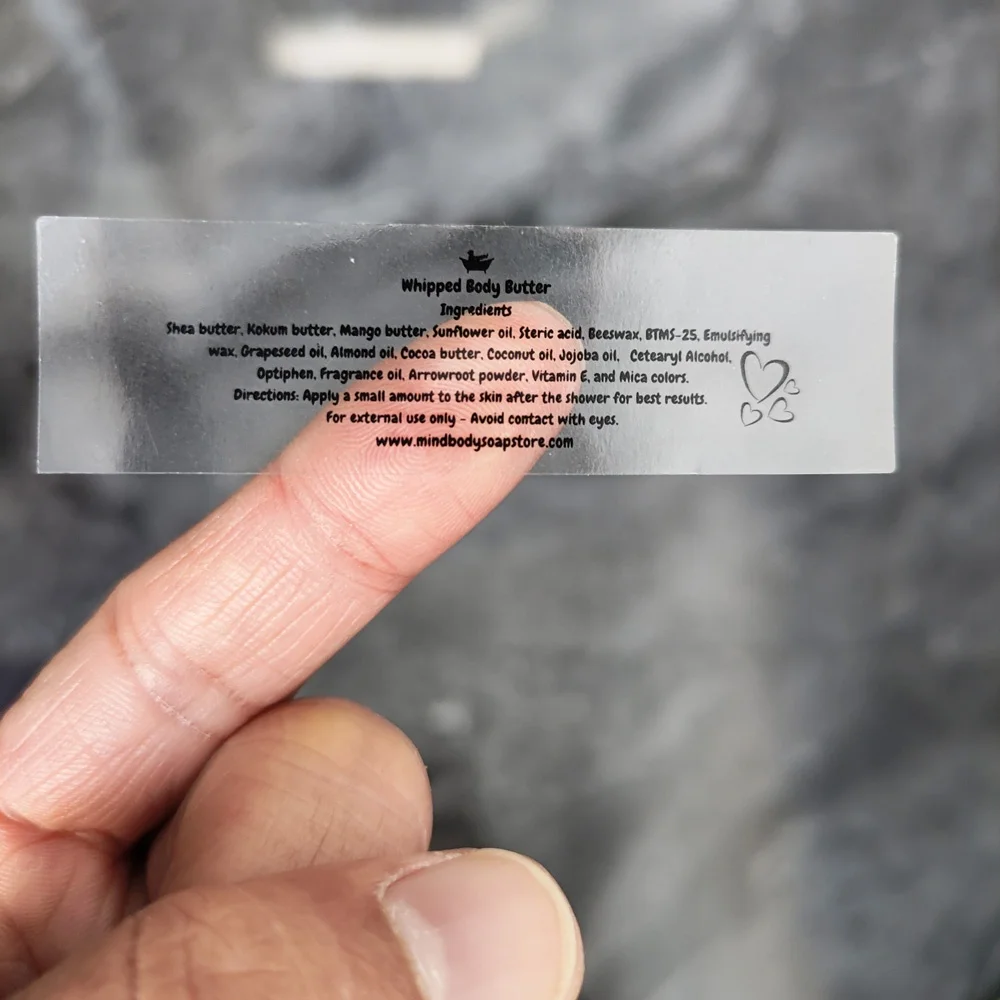 Whipped Body Butter
Ingredients
Shea butter, Kokum butter, Mango butter, Sunflower oil, Steric acid, Beeswax, BTMS-25, Emulsifying
wax, Grapeseed oil, Almond oil, Cocoa butter, Coconut oil, Jojoba oil, Cetearyl Alcohol,
Optiphen, Fragrance oil, Arrowroot powder, Vitamin E, and Mica colors.
Directions: Apply a small amount to the skin after the shower for best results.
For external use only - Avoid contact with eyes.
www.mindbodysoapstore.com